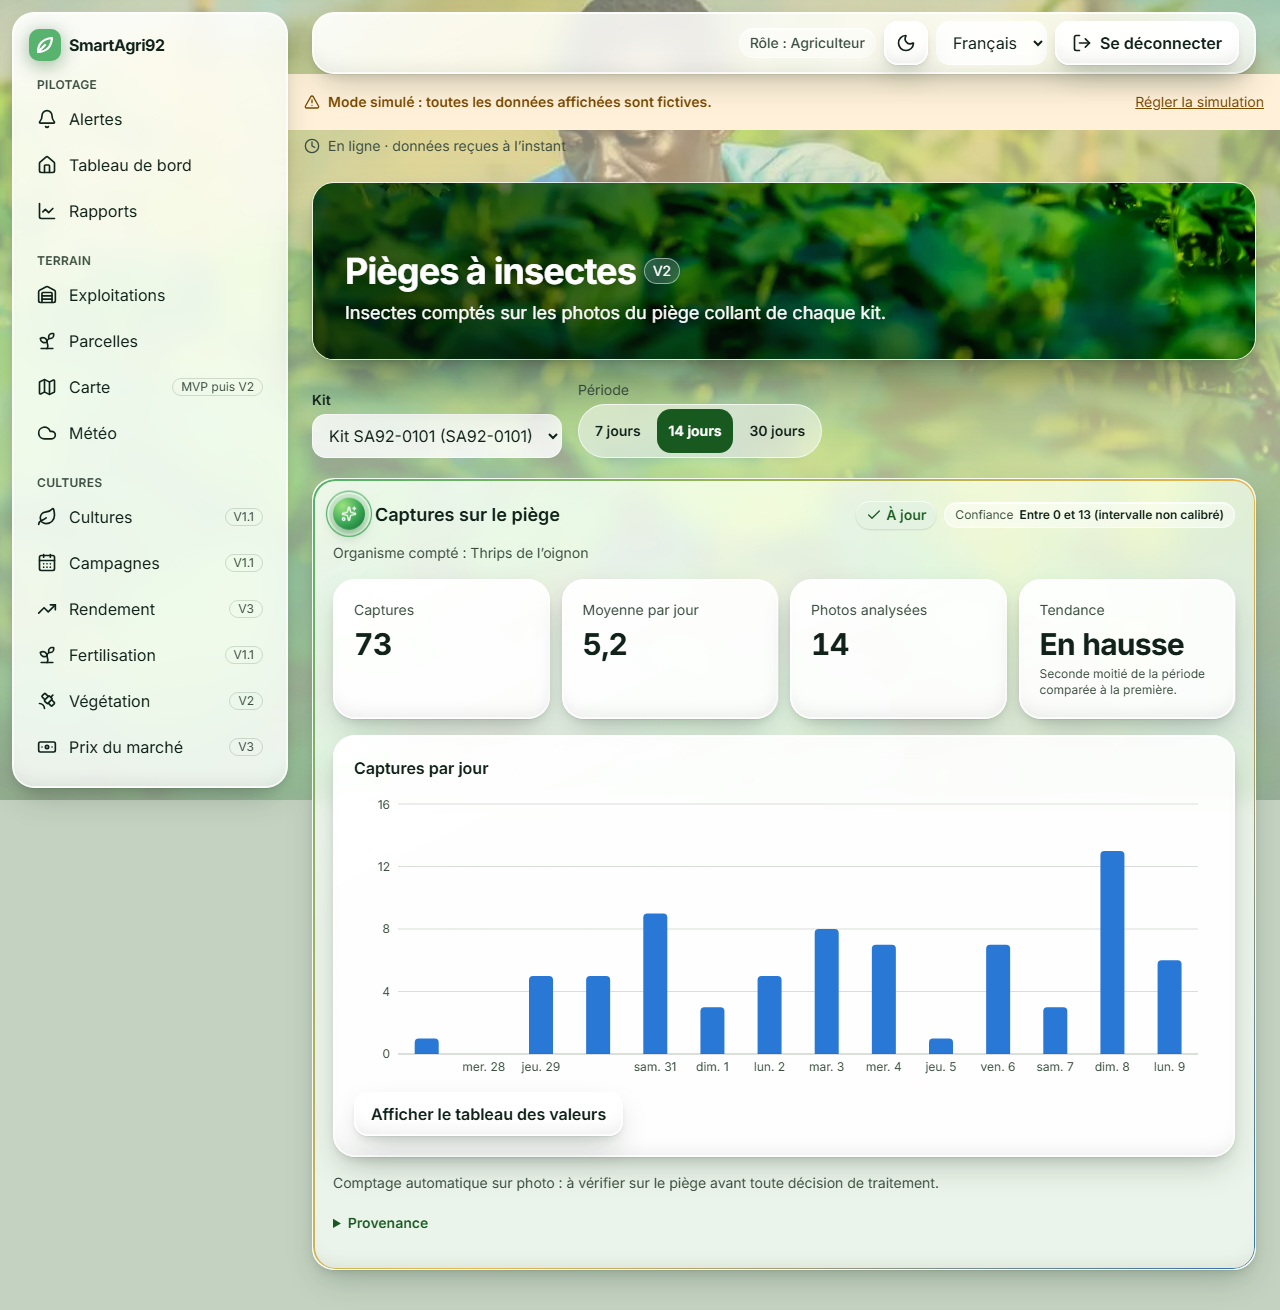 SmartAgri92
PILOTAGE
Alertes
Tableau de bord
Rapports
TERRAIN
Exploitations
Parcelles
Carte MVP puis V2
Météo
CULTURES
Cultures V1.1
Campagnes V1.1
Rendement V3
Fertilisation V1.1
Végétation V2
Prix du marché V3
Rôle : Agriculteur
Français
Se déconnecter
Mode simulé : toutes les données affichées sont fictives.
Régler la simulation
En ligne · données reçues à l’instant
Pièges à insectes V2
Insectes comptés sur les photos du piège collant de chaque kit.
Kit
Kit SA92-0101 (SA92-0101)
Période
7 jours 14 jours 30 jours
Captures sur le piège
À jour
Confiance Entre 0 et 13 (intervalle non calibré)
Organisme compté : Thrips de l’oignon
Captures
73
Moyenne par jour
5,2
Photos analysées
14
Tendance
En hausse
Seconde moitié de la période
comparée à la première.
Captures par jour
16
12
8
4
0
mer. 28 jeu. 29 sam. 31 dim. 1 lun. 2 mar. 3 mer. 4 jeu. 5 ven. 6 sam. 7 dim. 8 lun. 9
Afficher le tableau des valeurs
Comptage automatique sur photo : à vérifier sur le piège avant toute décision de traitement.
Provenance